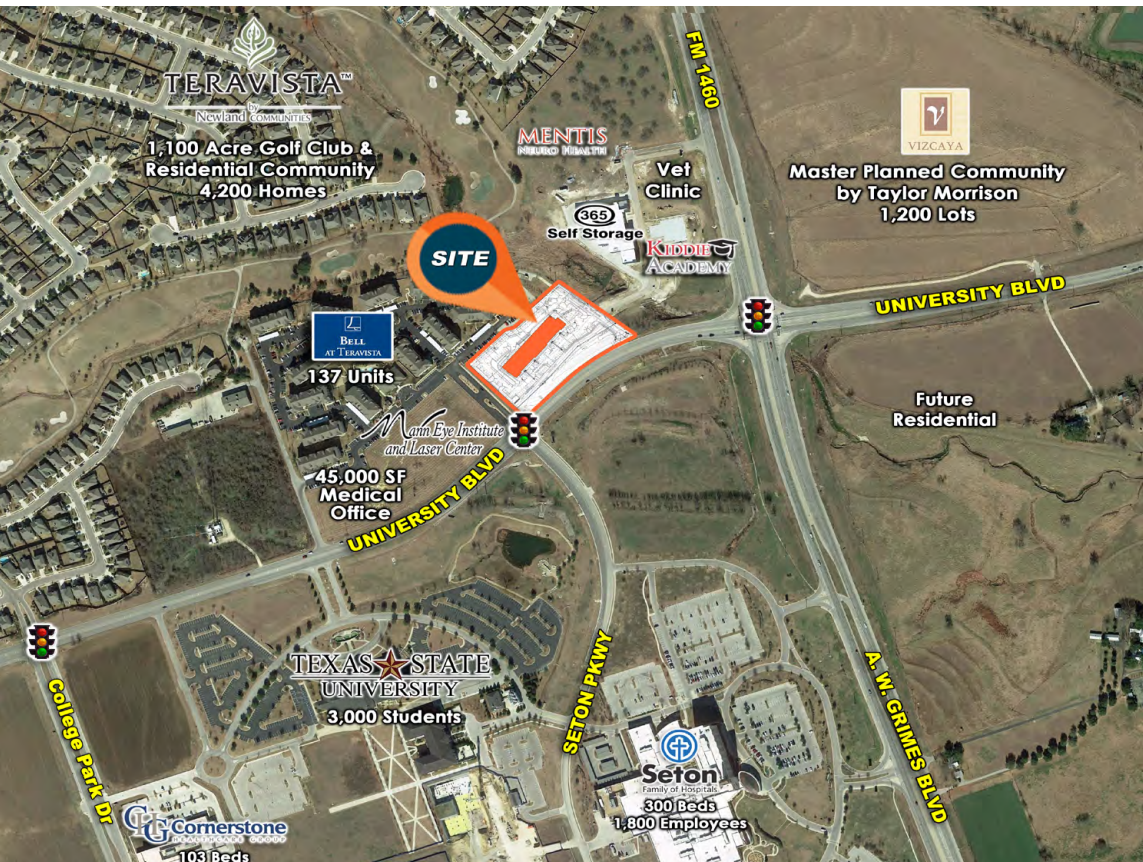 FM 1460
TERAVISTA™
by
Newland COMMUNITIES
1,100 Acre Golf Club &
Residential Community
4,200 Homes
MENTIS
NEURO HEALTH
Vet
Clinic
V
VIZCAYA
Master Planned Community
by Taylor Morrison
1,200 Lots
365
Self Storage
KIDDIE
ACADEMY
SITE
UNIVERSITY BLVD
BELL
AT TERAVISTA
137 Units
Mann Eye Institute
and Laser Center
45,000 SF
Medical
Office
UNIVERSITY BLVD
Future
Residential
TEXAS STATE
UNIVERSITY
3,000 Students
SETON PKWY
A. W. GRIMES BLVD
College Park Dr
Seton
Family of Hospitals
300 Beds
1,800 Employees
CHG Cornerstone
HEALTHCARE GROUP
103 Beds